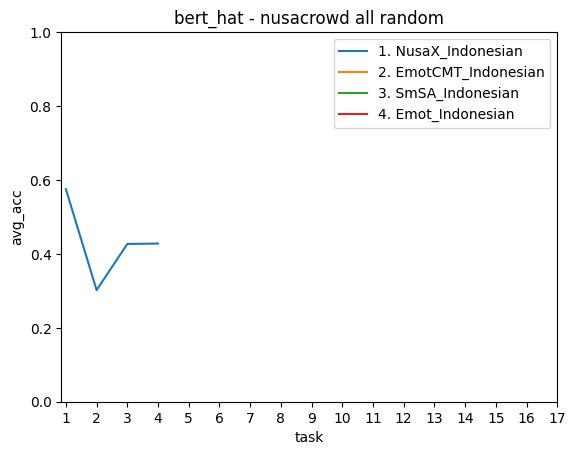 bert_hat - nusacrowd all random
1.0
0.8
0.6
0.4
0.2
0.0
avg_acc
1. NusaX_Indonesian
2. EmotCMT_Indonesian
3. SmSA_Indonesian
4. Emot_Indonesian
1 2 3 4 5 6 7 8 9 10 11 12 13 14 15 16 17
task